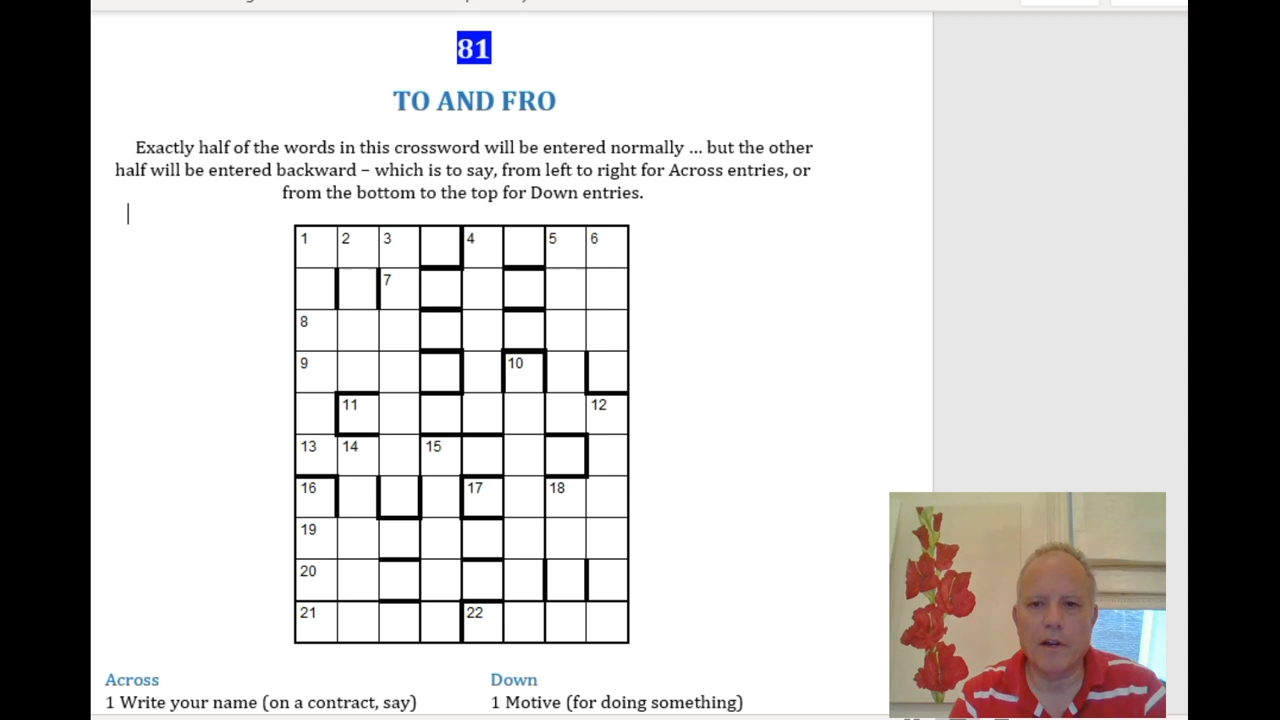 81
TO AND FRO
Exactly half of the words in this crossword will be entered normally ... but the other
half will be entered backward – which is to say, from left to right for Across entries, or
from the bottom to the top for Down entries.
1 2 3 4 5 6
7
8
9 10
11 12
13 14 15
16 17 18
19
20
21 22
Across
1 Write your name (on a contract, say)
Down
1 Motive (for doing something)